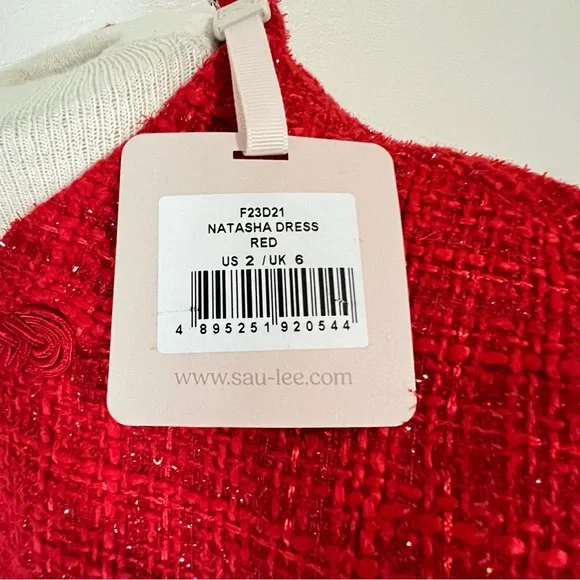 F23D21
NATASHA DRESS
RED
US 2 / UK 6
4 895251 920544
www.sau-lee.com